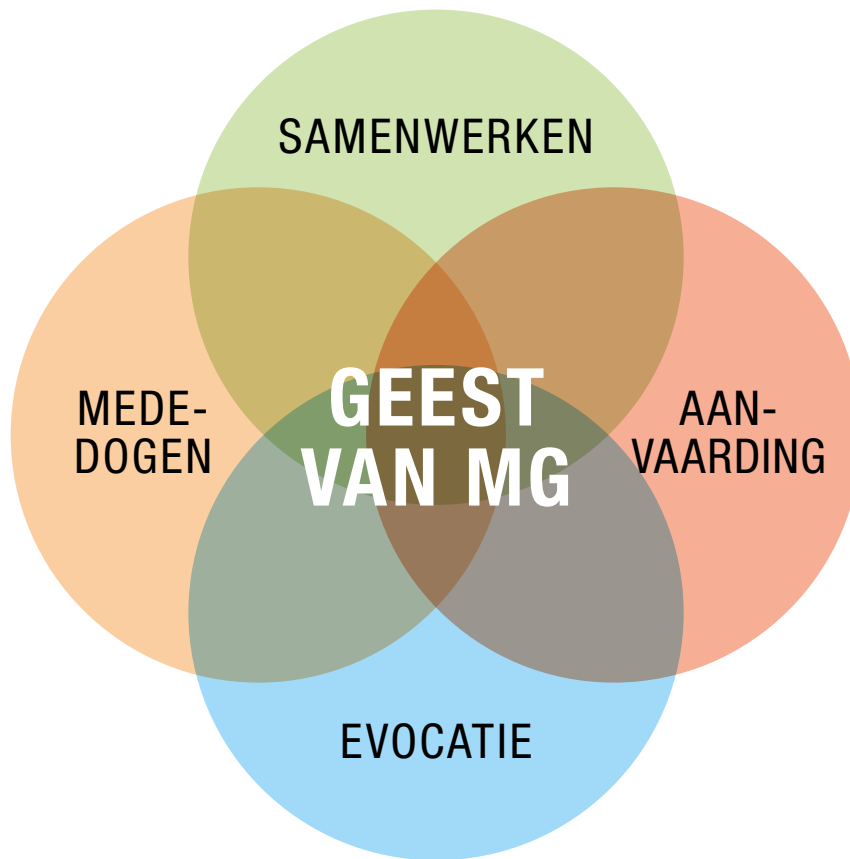 SAMENWERKEN
MEDE-
DOGEN
GEEST
VAN MG
AAN-
VAARDING
EVOCATIE